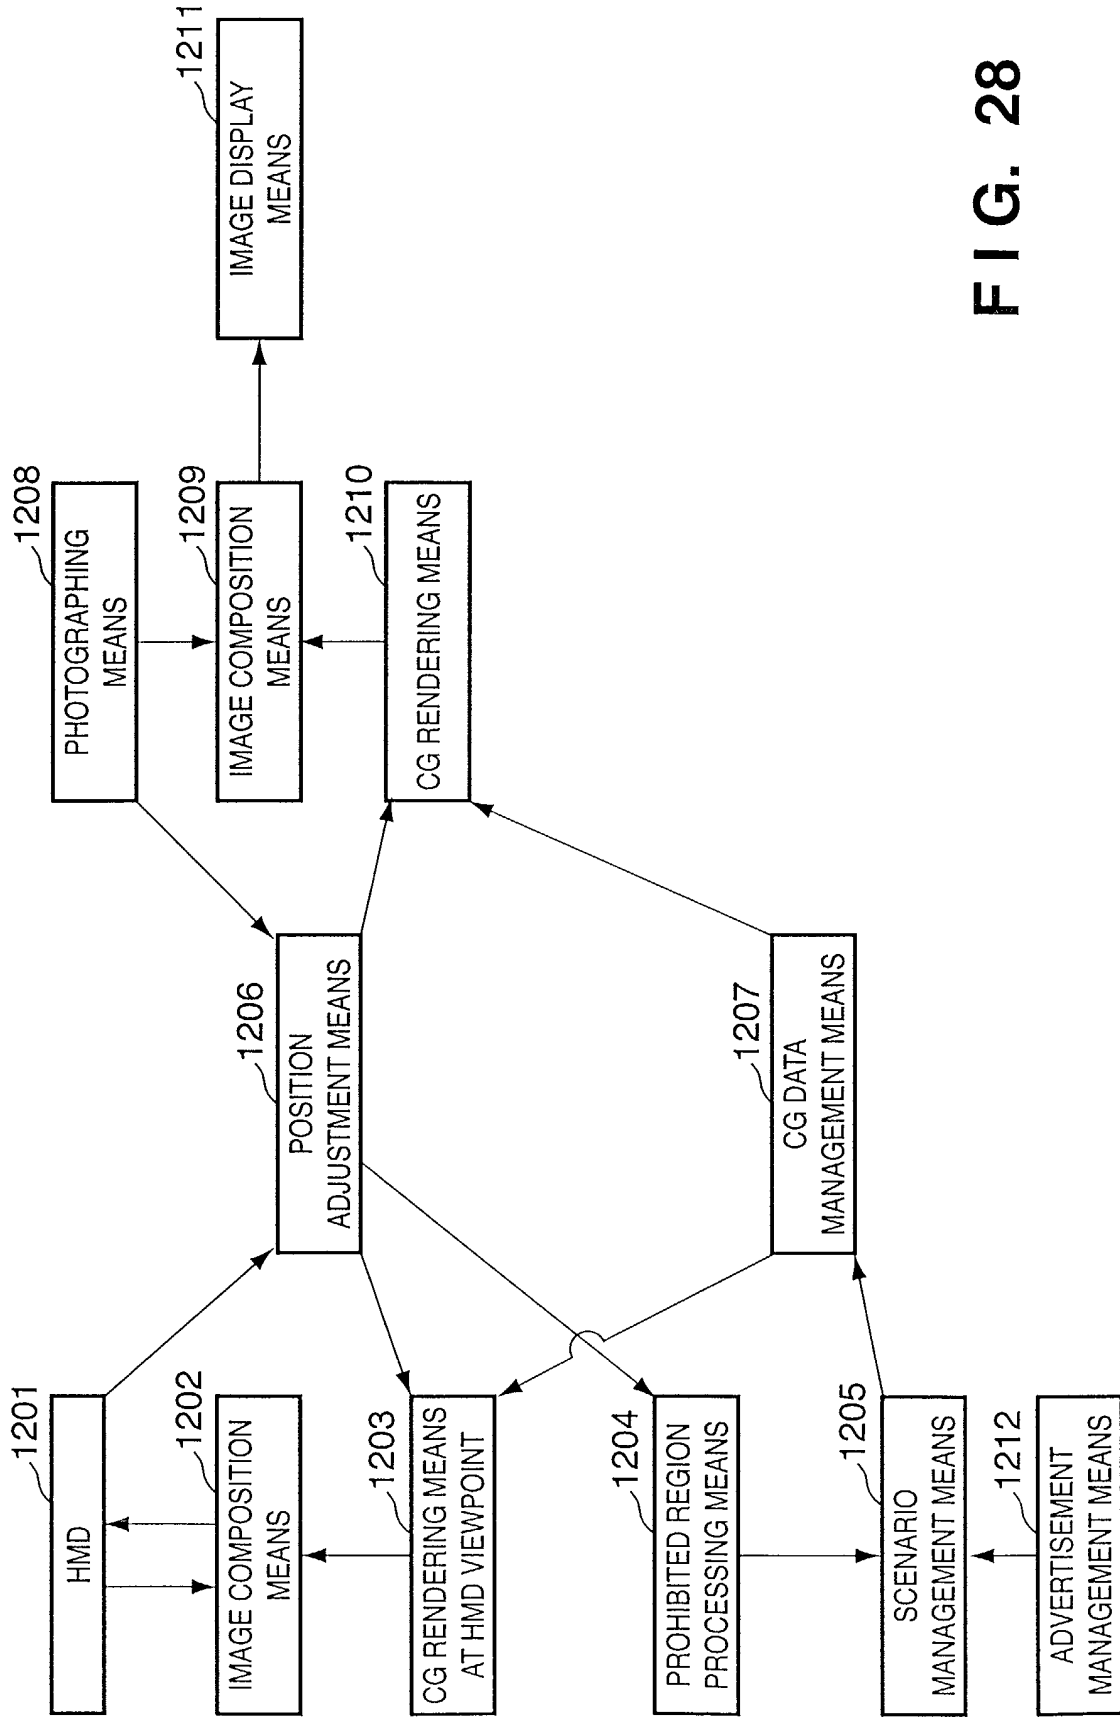 1201
HMD
1202
IMAGE COMPOSITION
MEANS
1203
CG RENDERING MEANS
AT HMD VIEWPOINT
1204
PROHIBITED REGION
PROCESSING MEANS
1205
SCENARIO
MANAGEMENT MEANS
1212
ADVERTISEMENT
MANAGEMENT MEANS
1206
POSITION
ADJUSTMENT MEANS
1207
CG DATA
MANAGEMENT MEANS
1208
PHOTOGRAPHING
MEANS
1209
IMAGE COMPOSITION
MEANS
1210
CG RENDERING MEANS
1211
IMAGE DISPLAY
MEANS
FIG. 28